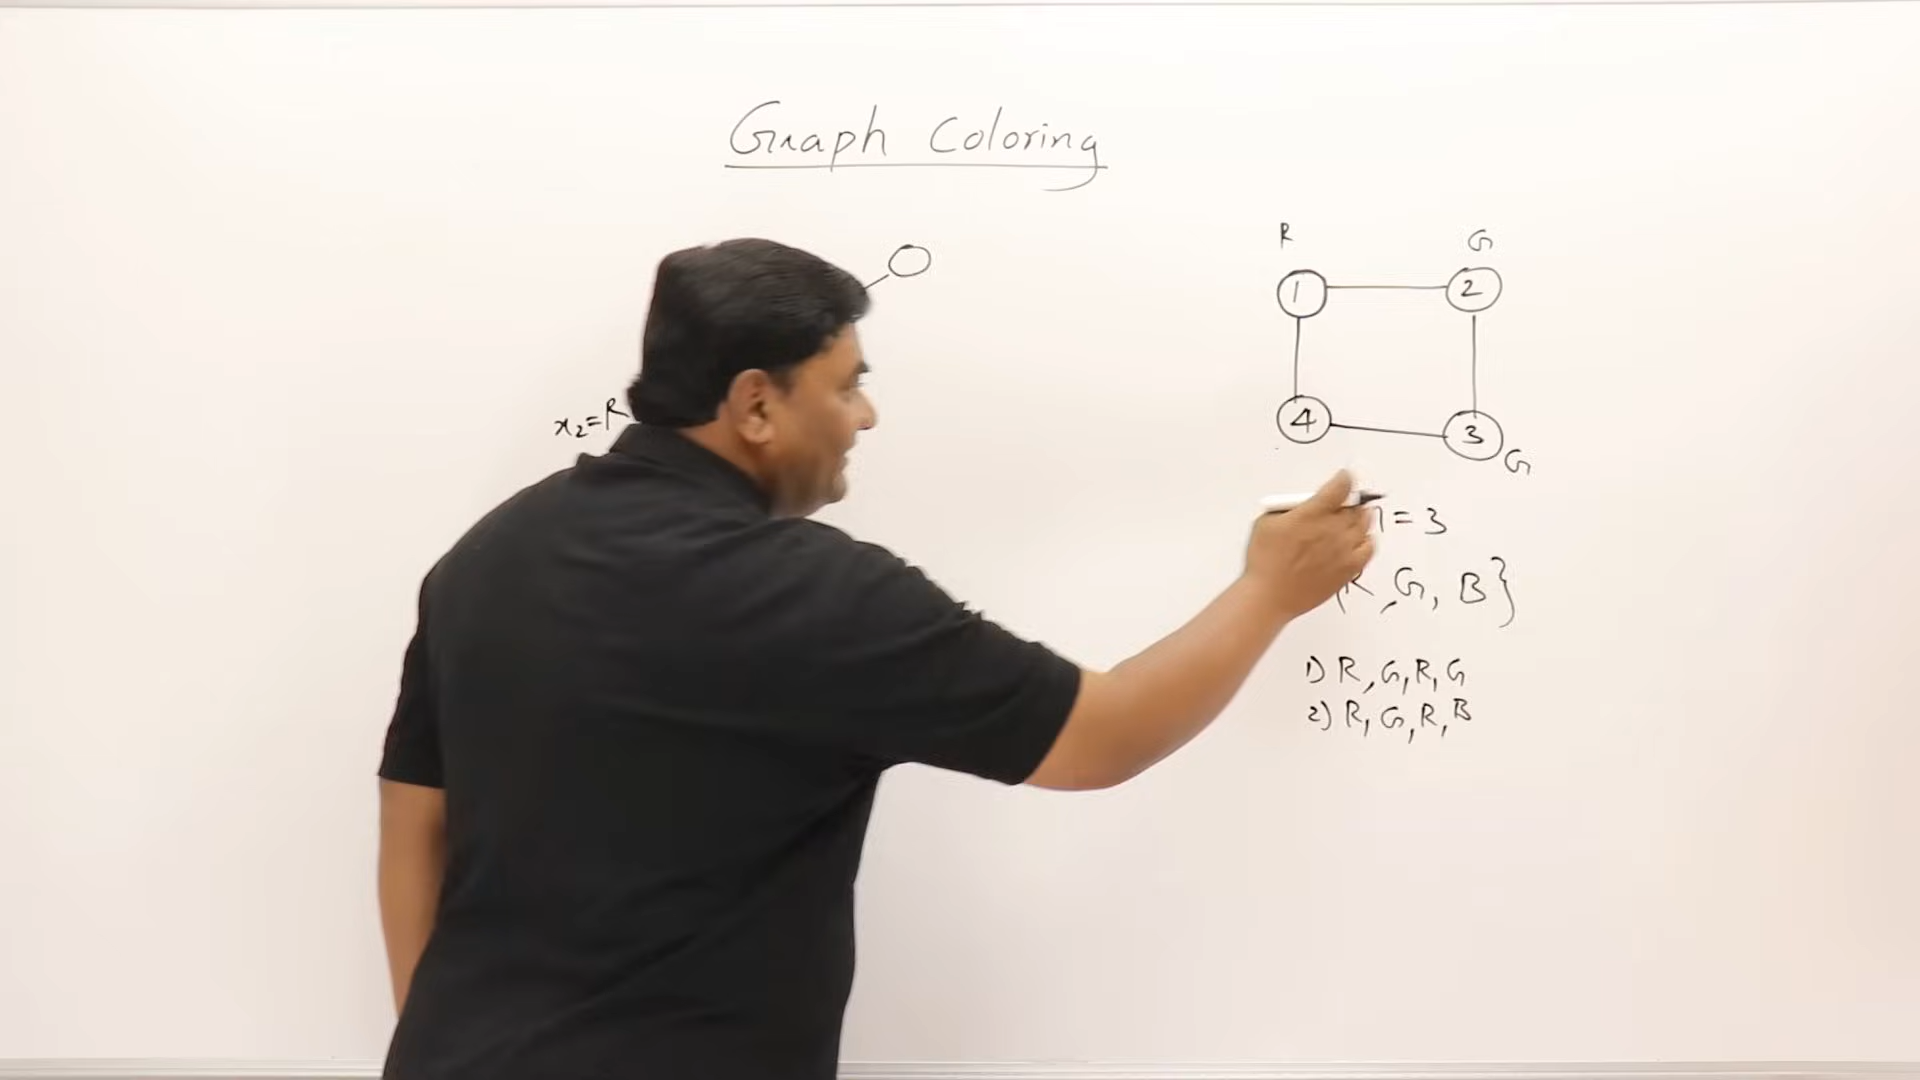 Graph Coloring
R G
1 2
x₂=R
4 3
G
=3
R, G, B}
1) R, G, R, G
2) R, G, R, B